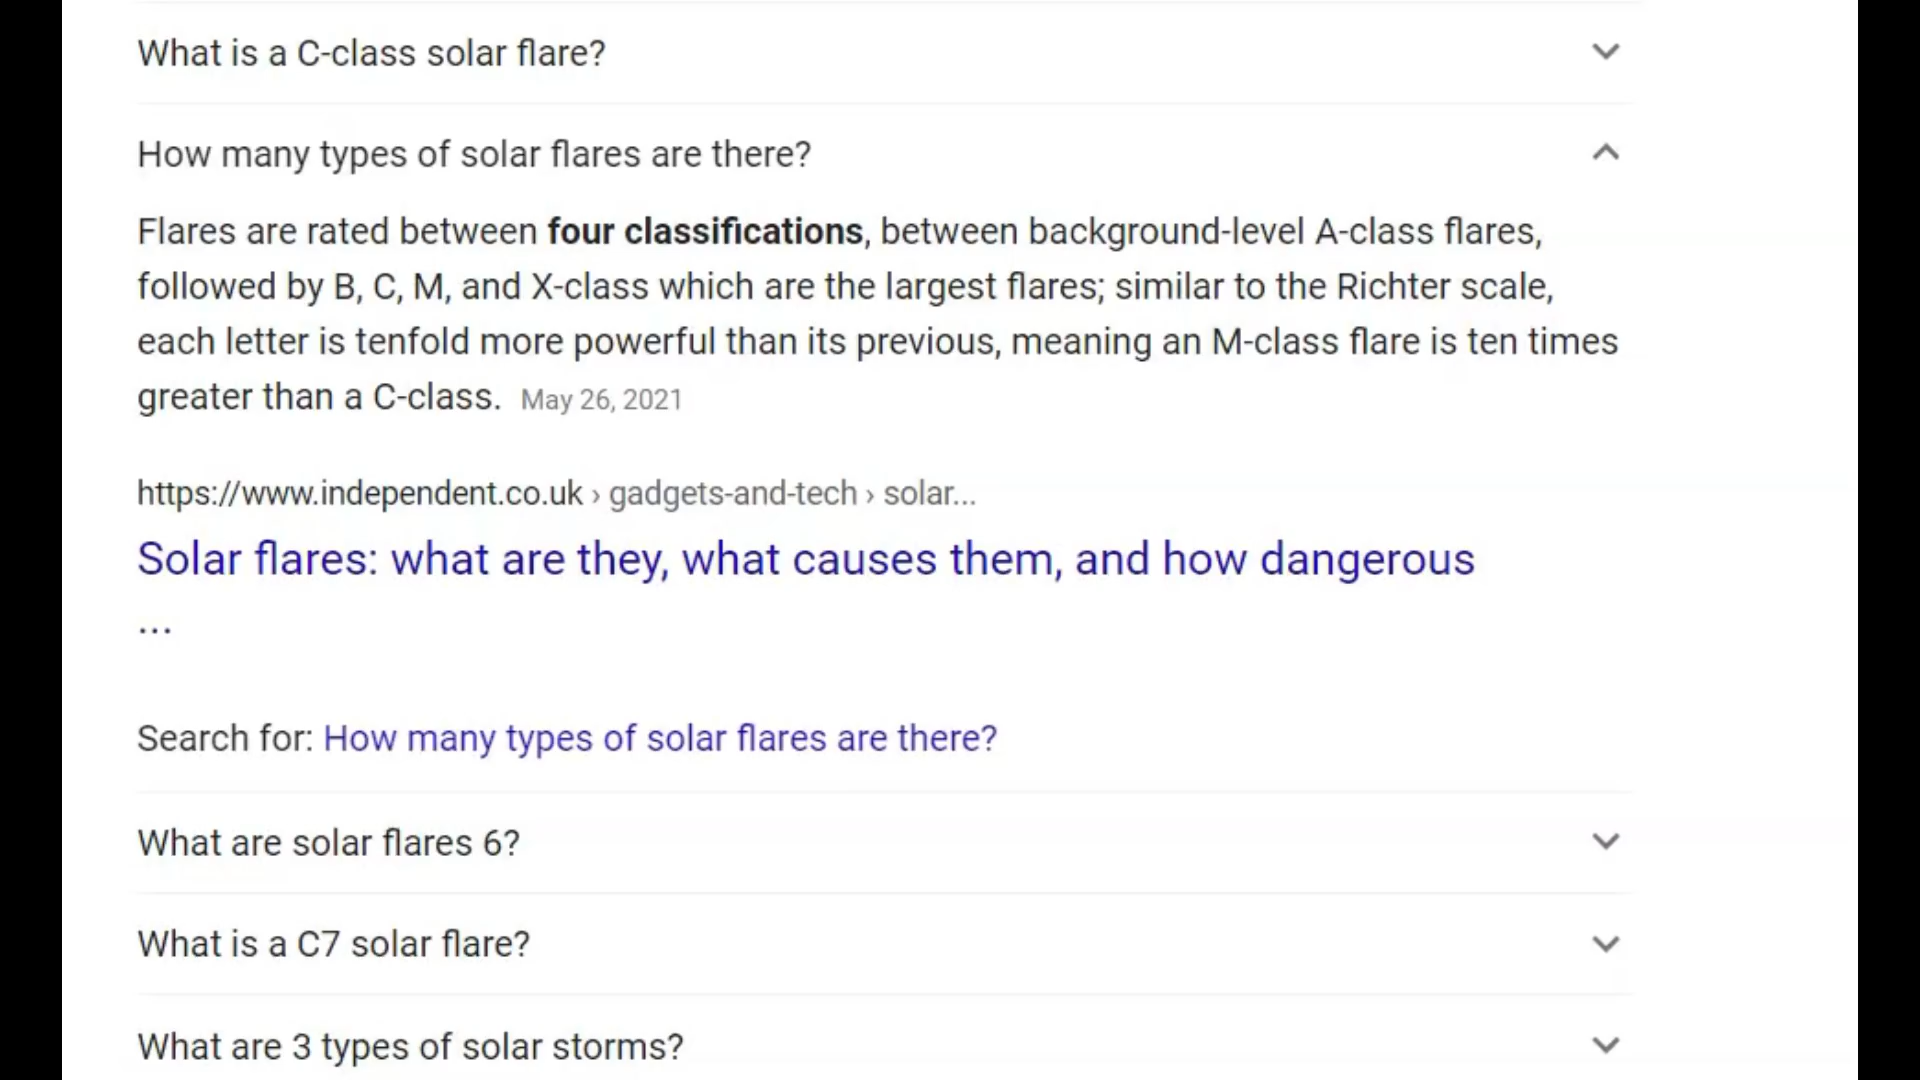 What is a C-class solar flare?
How many types of solar flares are there?
Flares are rated between four classifications, between background-level A-class flares,
followed by B, C, M, and X-class which are the largest flares; similar to the Richter scale,
each letter is tenfold more powerful than its previous, meaning an M-class flare is ten times
greater than a C-class. May 26, 2021
https://www.independent.co.uk › gadgets-and-tech › solar...
Solar flares: what are they, what causes them, and how dangerous
...
Search for: How many types of solar flares are there?
What are solar flares 6?
What is a C7 solar flare?
What are 3 types of solar storms?